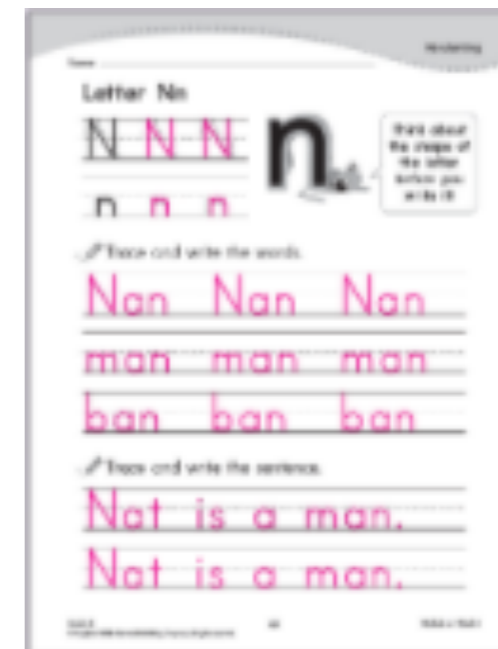 Handwriting
Name
Letter Nn
N N N
n
Think about
the shape of
the letter
before you
write it!
n n n
Trace and write the words.
Nan Nan Nan
man man man
ban ban ban
Trace and write the sentence.
Nat is a man.
Nat is a man.